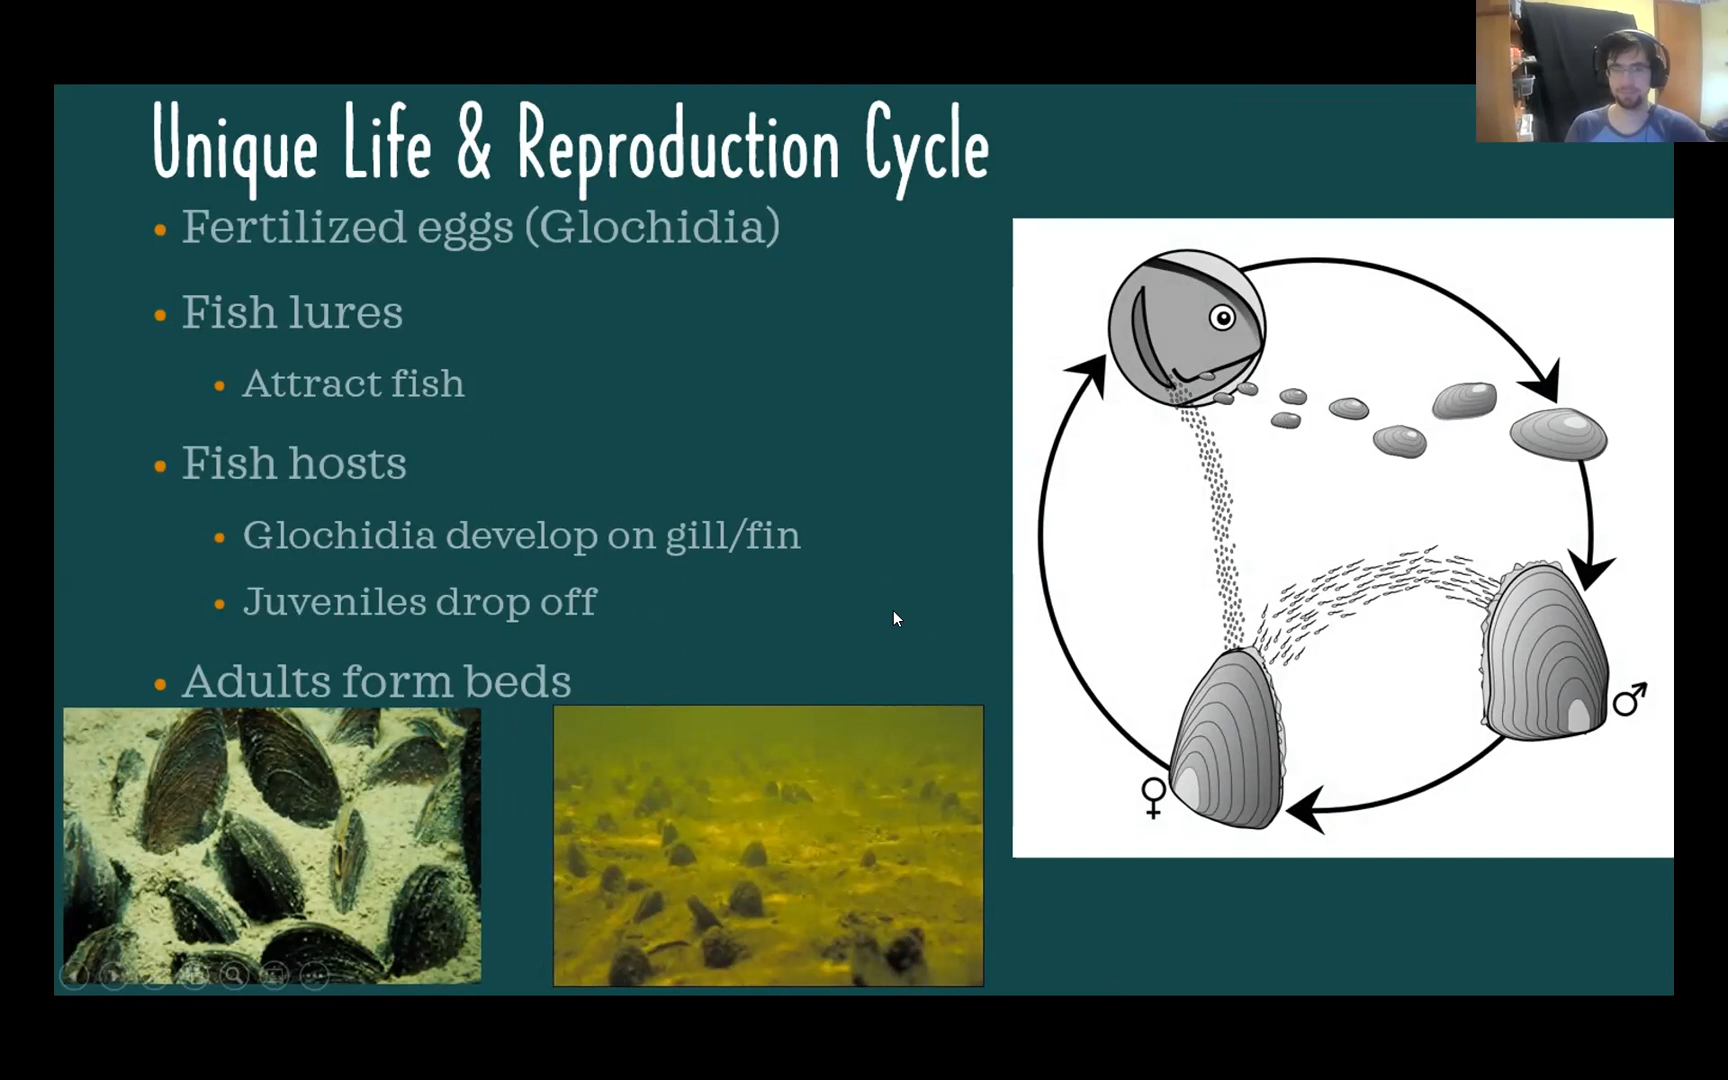 Unique Life & Reproduction Cycle
• Fertilized eggs (Glochidia)
• Fish lures
• Attract fish
• Fish hosts
• Glochidia develop on gill/fin
• Juveniles drop off
• Adults form beds
♀
♂